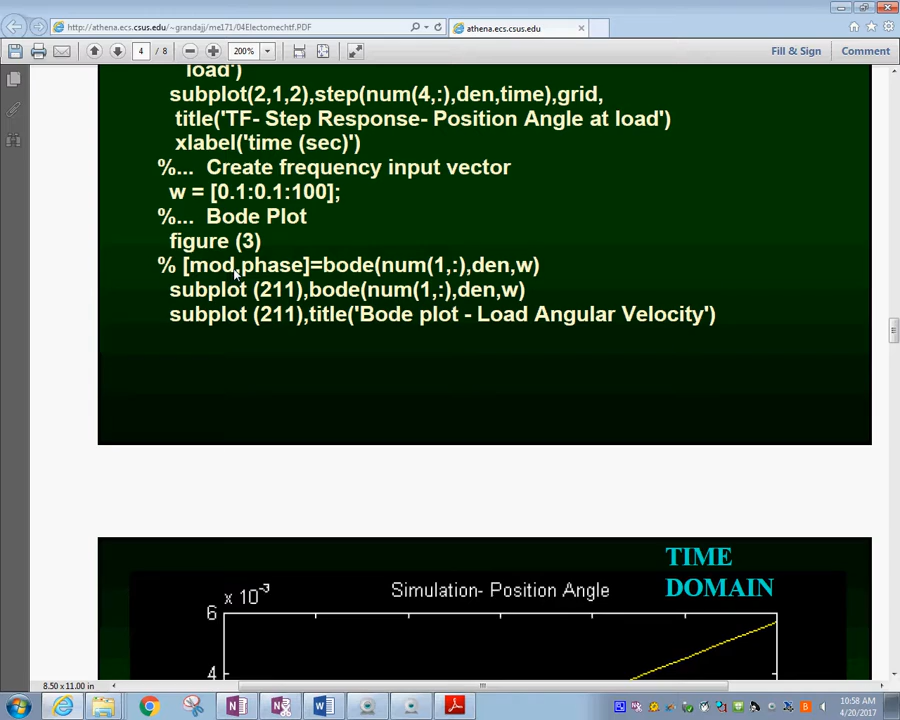 http://athena.ecs.csus.edu/~grandajj/me171/04Electomechtf.PDF
athena.ecs.csus.edu
4 / 8
200%
Fill & Sign
Comment
load')
subplot(2,1,2),step(num(4,:),den,time),grid,
title('TF- Step Response- Position Angle at load')
xlabel('time (sec)')
%... Create frequency input vector
w = [0.1:0.1:100];
%... Bode Plot
figure (3)
% [mod,phase]=bode(num(1,:),den,w)
subplot (211),bode(num(1,:),den,w)
subplot (211),title('Bode plot - Load Angular Velocity')
TIME
DOMAIN
x 10-3
Simulation- Position Angle
6
4
8.50 x 11.00 in
10:58 AM
4/20/2017